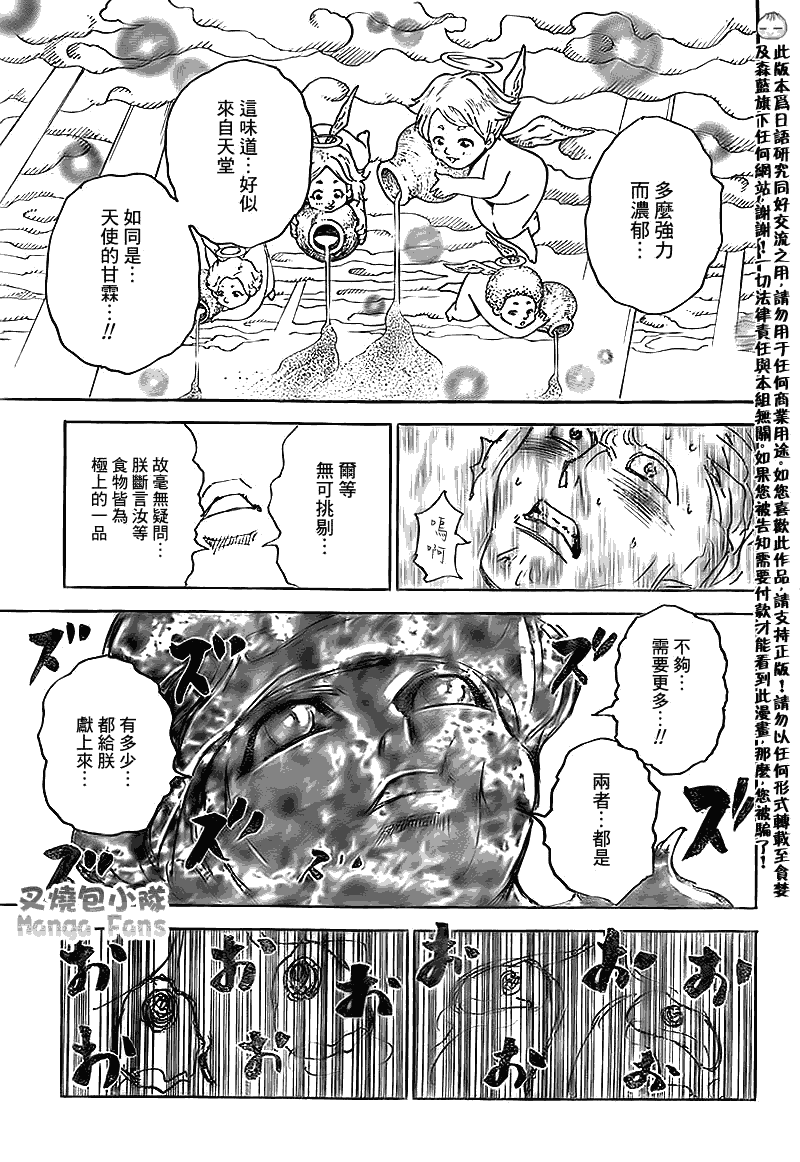 多麼強力
而濃郁…
這味道…好似
來自天堂
如同是…
天使的甘霖…!!
嗚啊
爾等
無可挑剔…
故毫無疑問…
朕斷言汝等
食物皆為
極上的一品
不夠…
需要更多…!!
兩者…都是
有多少…
都給朕
獻上來…
ズ
ズ
ズ
ズ
ズ
ズ
ズ
お
お
お
お
お
お
お
お
お
お
お
叉燒包小隊
Manga Fans
此版本爲日語研究同好交流之用，請勿用于任何商業用途。如您喜歡此作品，請支持正版！請勿以任何形式轉載至貪婪
及森藍旗下任何網站，謝謝！一切法律責任與本組無關。如果您被告知需要付款才能看到此漫畫，那麽，您被騙了！